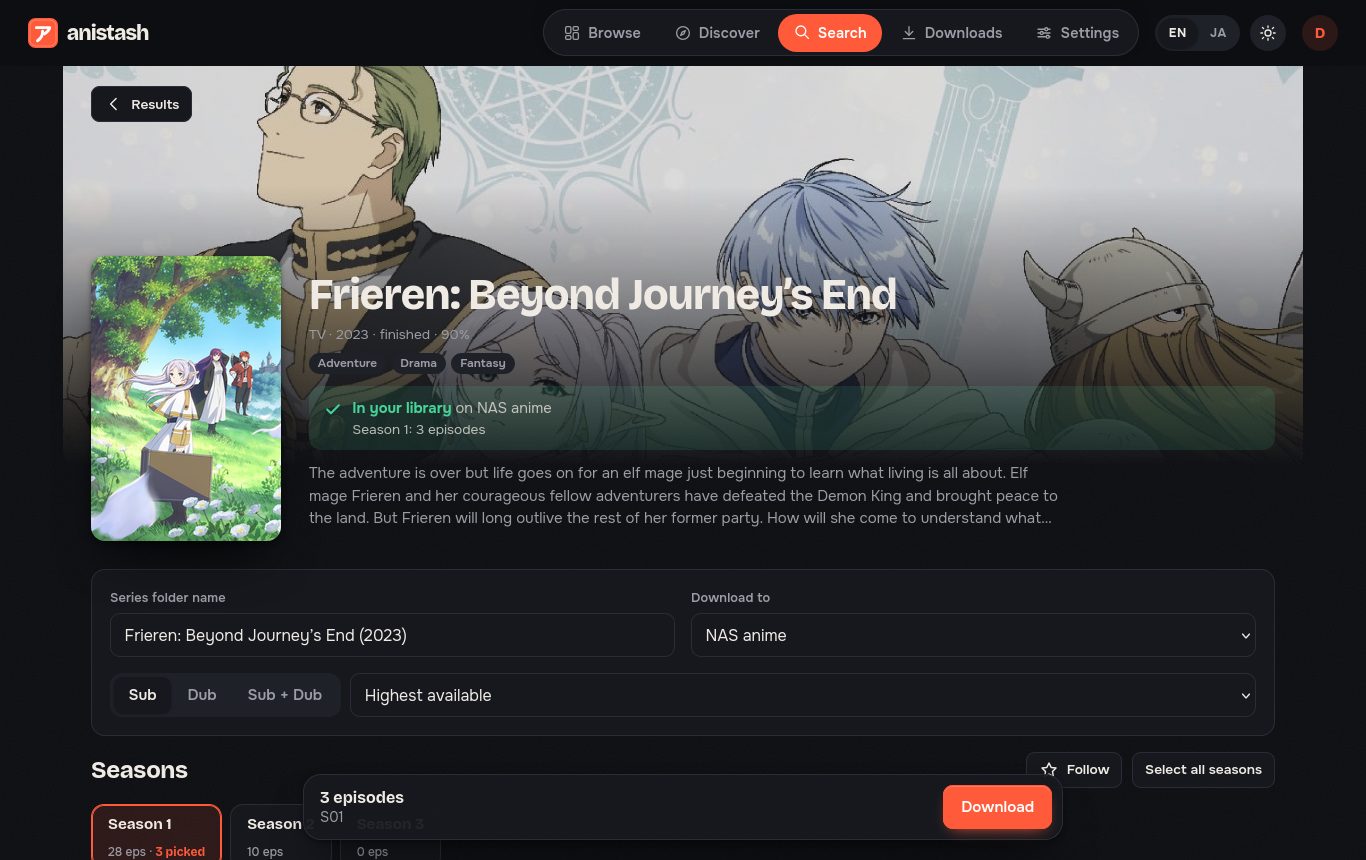 anistash
Browse
Discover
Search
Downloads
Settings
EN
JA
D
Results
Frieren: Beyond Journey's End
TV · 2023 · finished · 90%
Adventure
Drama
Fantasy
In your library on NAS anime
Season 1: 3 episodes
The adventure is over but life goes on for an elf mage just beginning to learn what living is all about. Elf
mage Frieren and her courageous fellow adventurers have defeated the Demon King and brought peace to
the land. But Frieren will long outlive the rest of her former party. How will she come to understand what...
Series folder name
Download to
Frieren: Beyond Journey's End (2023)
NAS anime
Sub
Dub
Sub + Dub
Highest available
Seasons
Follow
Select all seasons
3 episodes
S01
Download
Season 1
28 eps · 3 picked
Season 2
10 eps
Season 3
0 eps